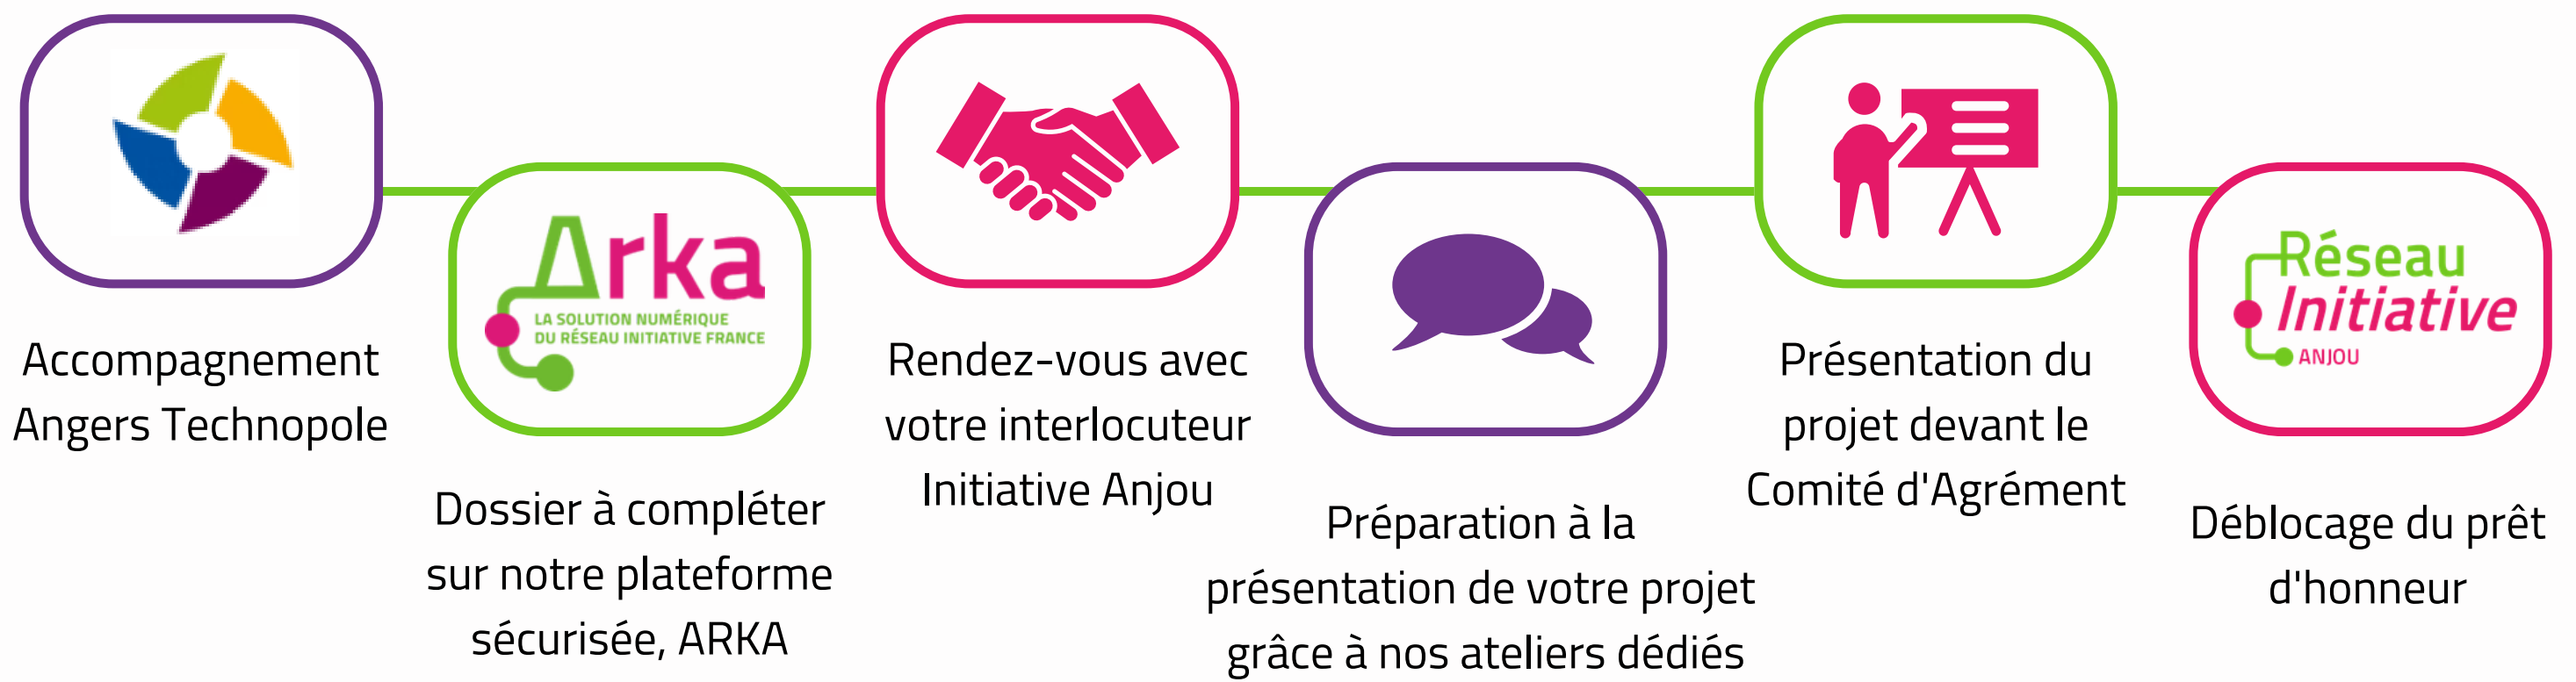 Accompagnement
Angers Technopole
Arka
LA SOLUTION NUMÉRIQUE
DU RÉSEAU INITIATIVE FRANCE
Dossier à compléter
sur notre plateforme
sécurisée, ARKA
Rendez-vous avec
votre interlocuteur
Initiative Anjou
Préparation à la
présentation de votre projet
grâce à nos ateliers dédiés
Présentation du
projet devant le
Comité d'Agrément
Réseau
Initiative
ANJOU
Déblocage du prêt
d'honneur